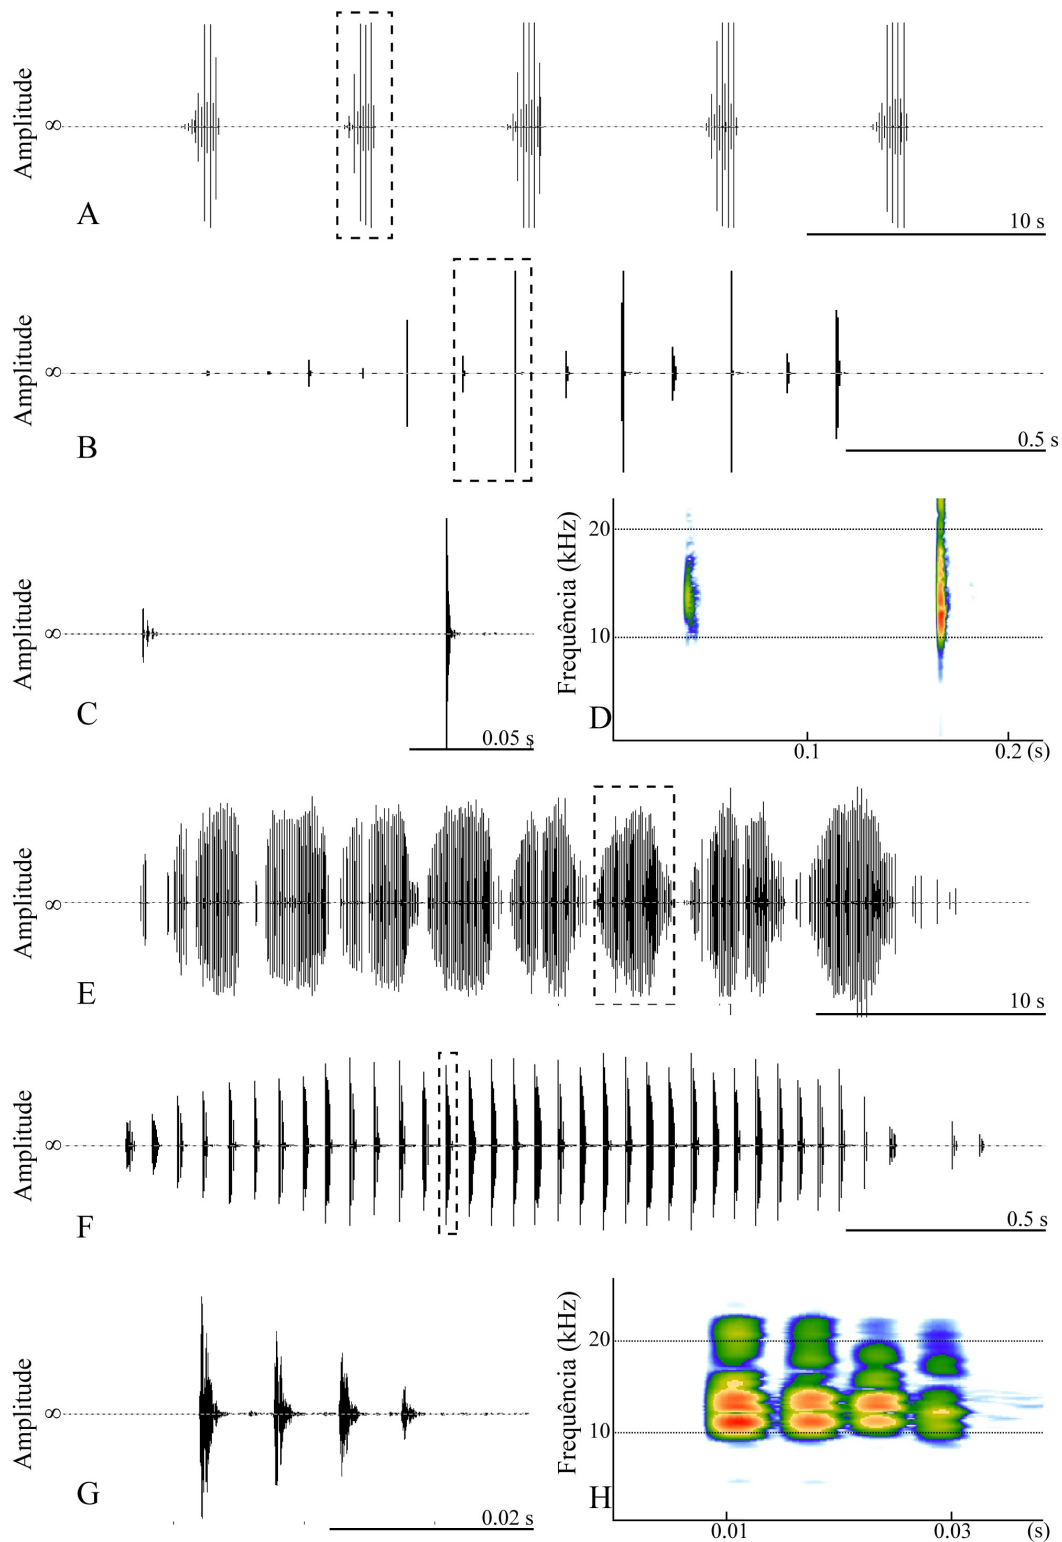 Amplitude
∞
A
10 s
Amplitude
∞
B
0.5 s
Amplitude
∞
C
0.05 s
Frequência (kHz)
20
10
D
0.1
0.2 (s)
Amplitude
∞
E
10 s
Amplitude
∞
F
0.5 s
Amplitude
∞
G
0.02 s
Frequência (kHz)
20
10
H
0.01
0.03
(s)